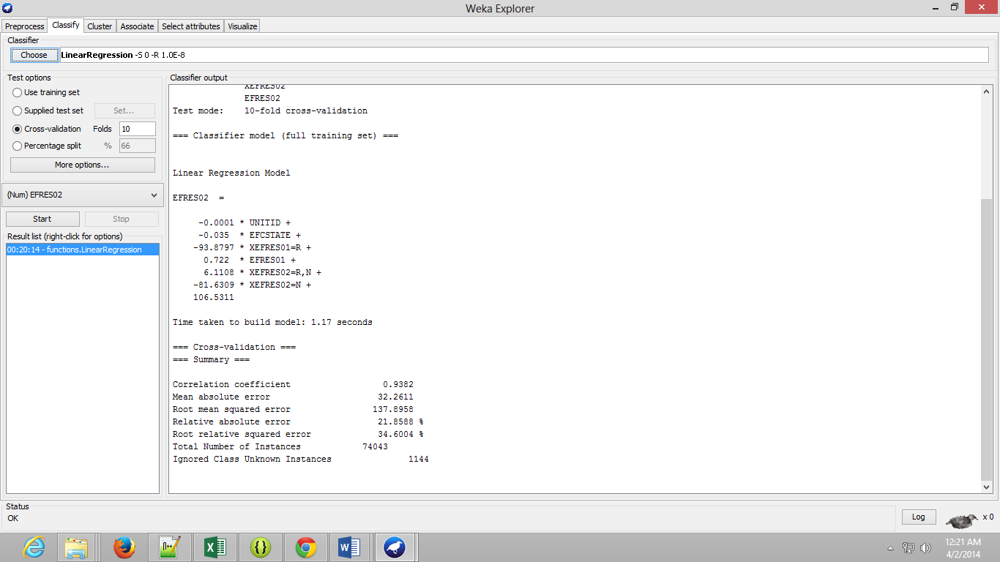 Weka Explorer
Preprocess Classify Cluster Associate Select attributes Visualize
Classifier
Choose LinearRegression -S 0 -R 1.0E-8
Test options
Use training set
Supplied test set Set...
Cross-validation Folds 10
Percentage split % 66
More options...
(Num) EFRES02
Start Stop
Result list (right-click for options)
00:20:14 - functions.LinearRegression
Classifier output
XEFRES02
EFRES02
Test mode: 10-fold cross-validation
=== Classifier model (full training set) ===
Linear Regression Model
EFRES02 =
-0.0001 * UNITID +
-0.035 * EFCSTATE +
-93.8797 * XEFRES01=R +
0.722 * EFRES01 +
6.1108 * XEFRES02=R,N +
-81.6309 * XEFRES02=N +
106.5311
Time taken to build model: 1.17 seconds
=== Cross-validation ===
=== Summary ===
Correlation coefficient 0.9382
Mean absolute error 32.2611
Root mean squared error 137.8958
Relative absolute error 21.8588 %
Root relative squared error 34.6004 %
Total Number of Instances 74043
Ignored Class Unknown Instances 1144
Status
OK
Log
x 0
12:21 AM
4/2/2014